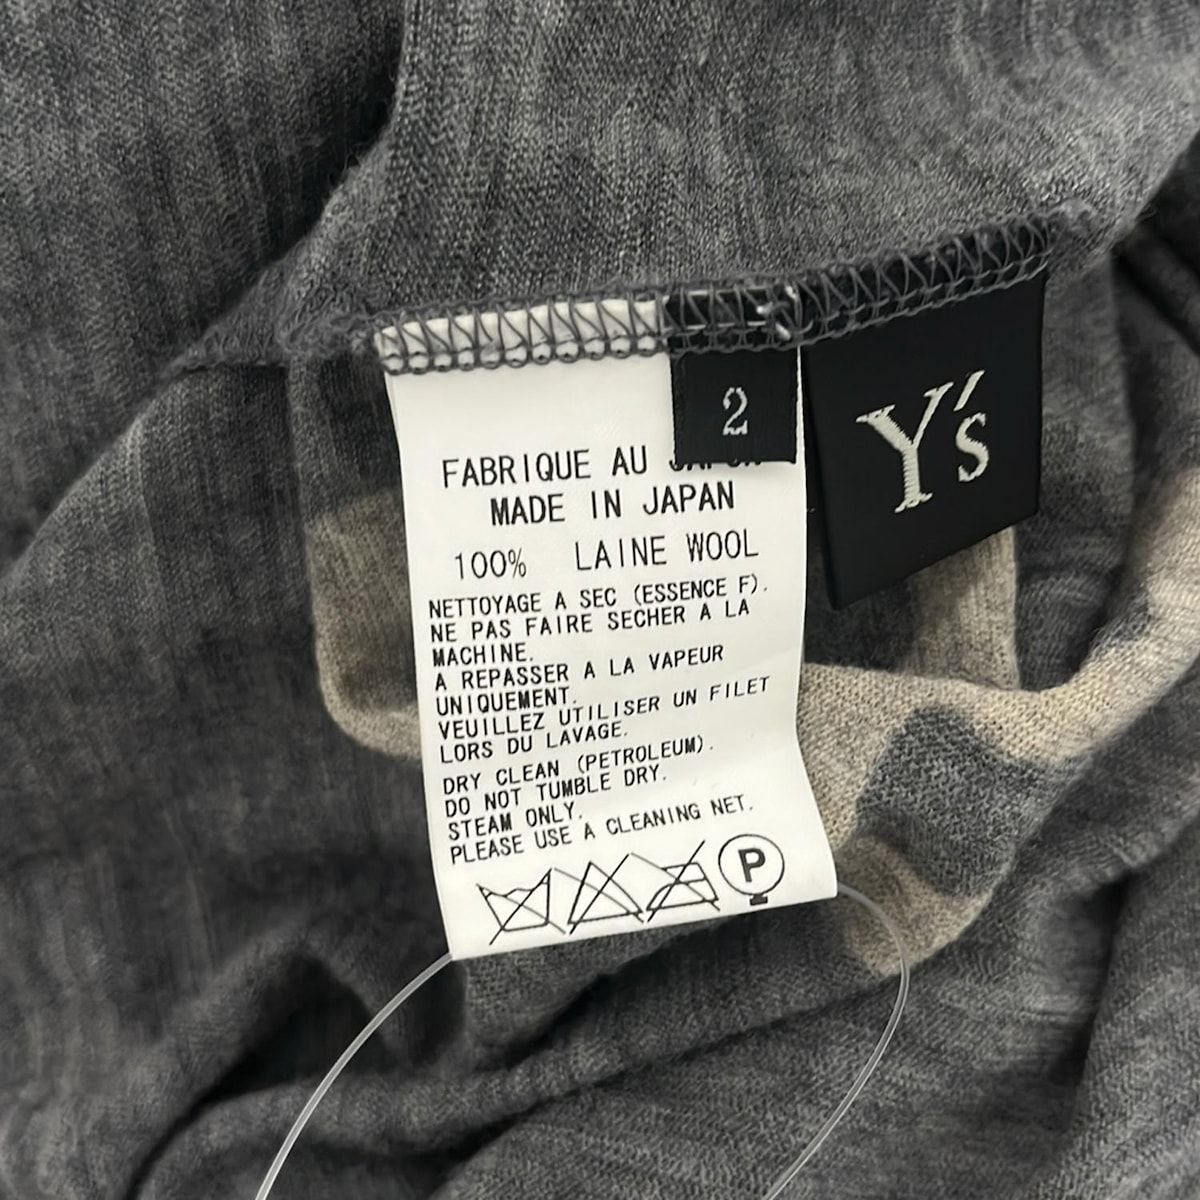 2
Y's
FABRIQUE AU
MADE IN JAPAN
100% LAINE WOOL
NETTOYAGE A SEC (ESSENCE F).
NE PAS FAIRE SECHER A LA
MACHINE.
A REPASSER A LA VAPEUR
UNIQUEMENT.
VEUILLEZ UTILISER UN FILET
LORS DU LAVAGE.
DRY CLEAN (PETROLEUM).
DO NOT TUMBLE DRY.
STEAM ONLY.
PLEASE USE A CLEANING NET.
P